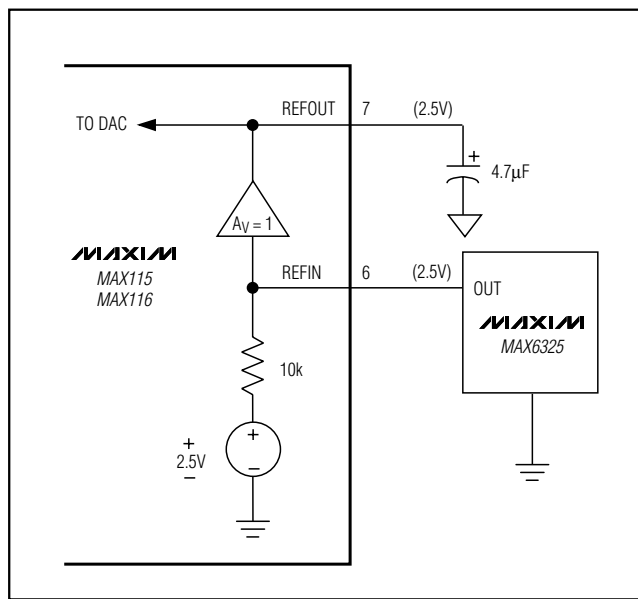 REFOUT 7 (2.5V)
TO DAC
+
4.7µF
AV = 1
MAXIM
MAX115
MAX116
REFIN 6 (2.5V)
OUT
MAXIM
MAX6325
10k
+
2.5V
−
+
−